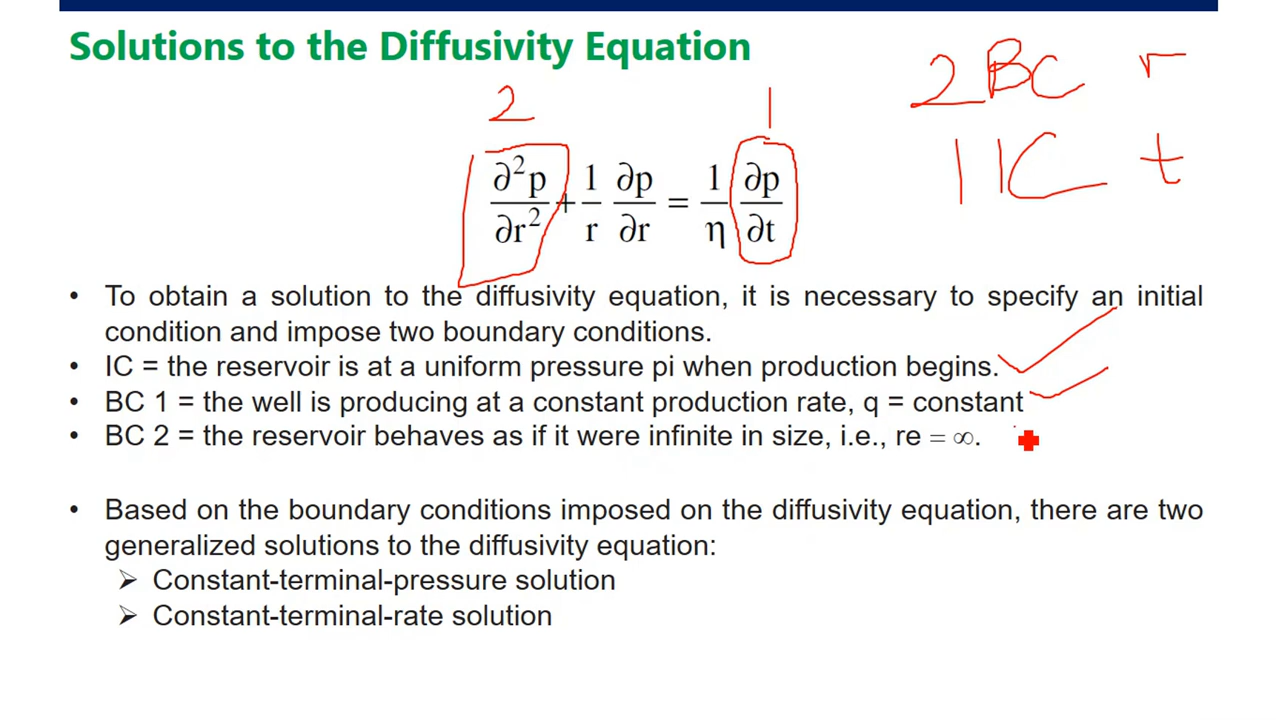 Solutions to the Diffusivity Equation
2 BC r
2 1
1 IC t
∂²p/∂r² + 1/r ∂p/∂r = 1/η ∂p/∂t
• To obtain a solution to the diffusivity equation, it is necessary to specify an initial
condition and impose two boundary conditions.
• IC = the reservoir is at a uniform pressure pi when production begins.
• BC 1 = the well is producing at a constant production rate, q = constant
• BC 2 = the reservoir behaves as if it were infinite in size, i.e., re = ∞.
• Based on the boundary conditions imposed on the diffusivity equation, there are two
generalized solutions to the diffusivity equation:
➢ Constant-terminal-pressure solution
➢ Constant-terminal-rate solution